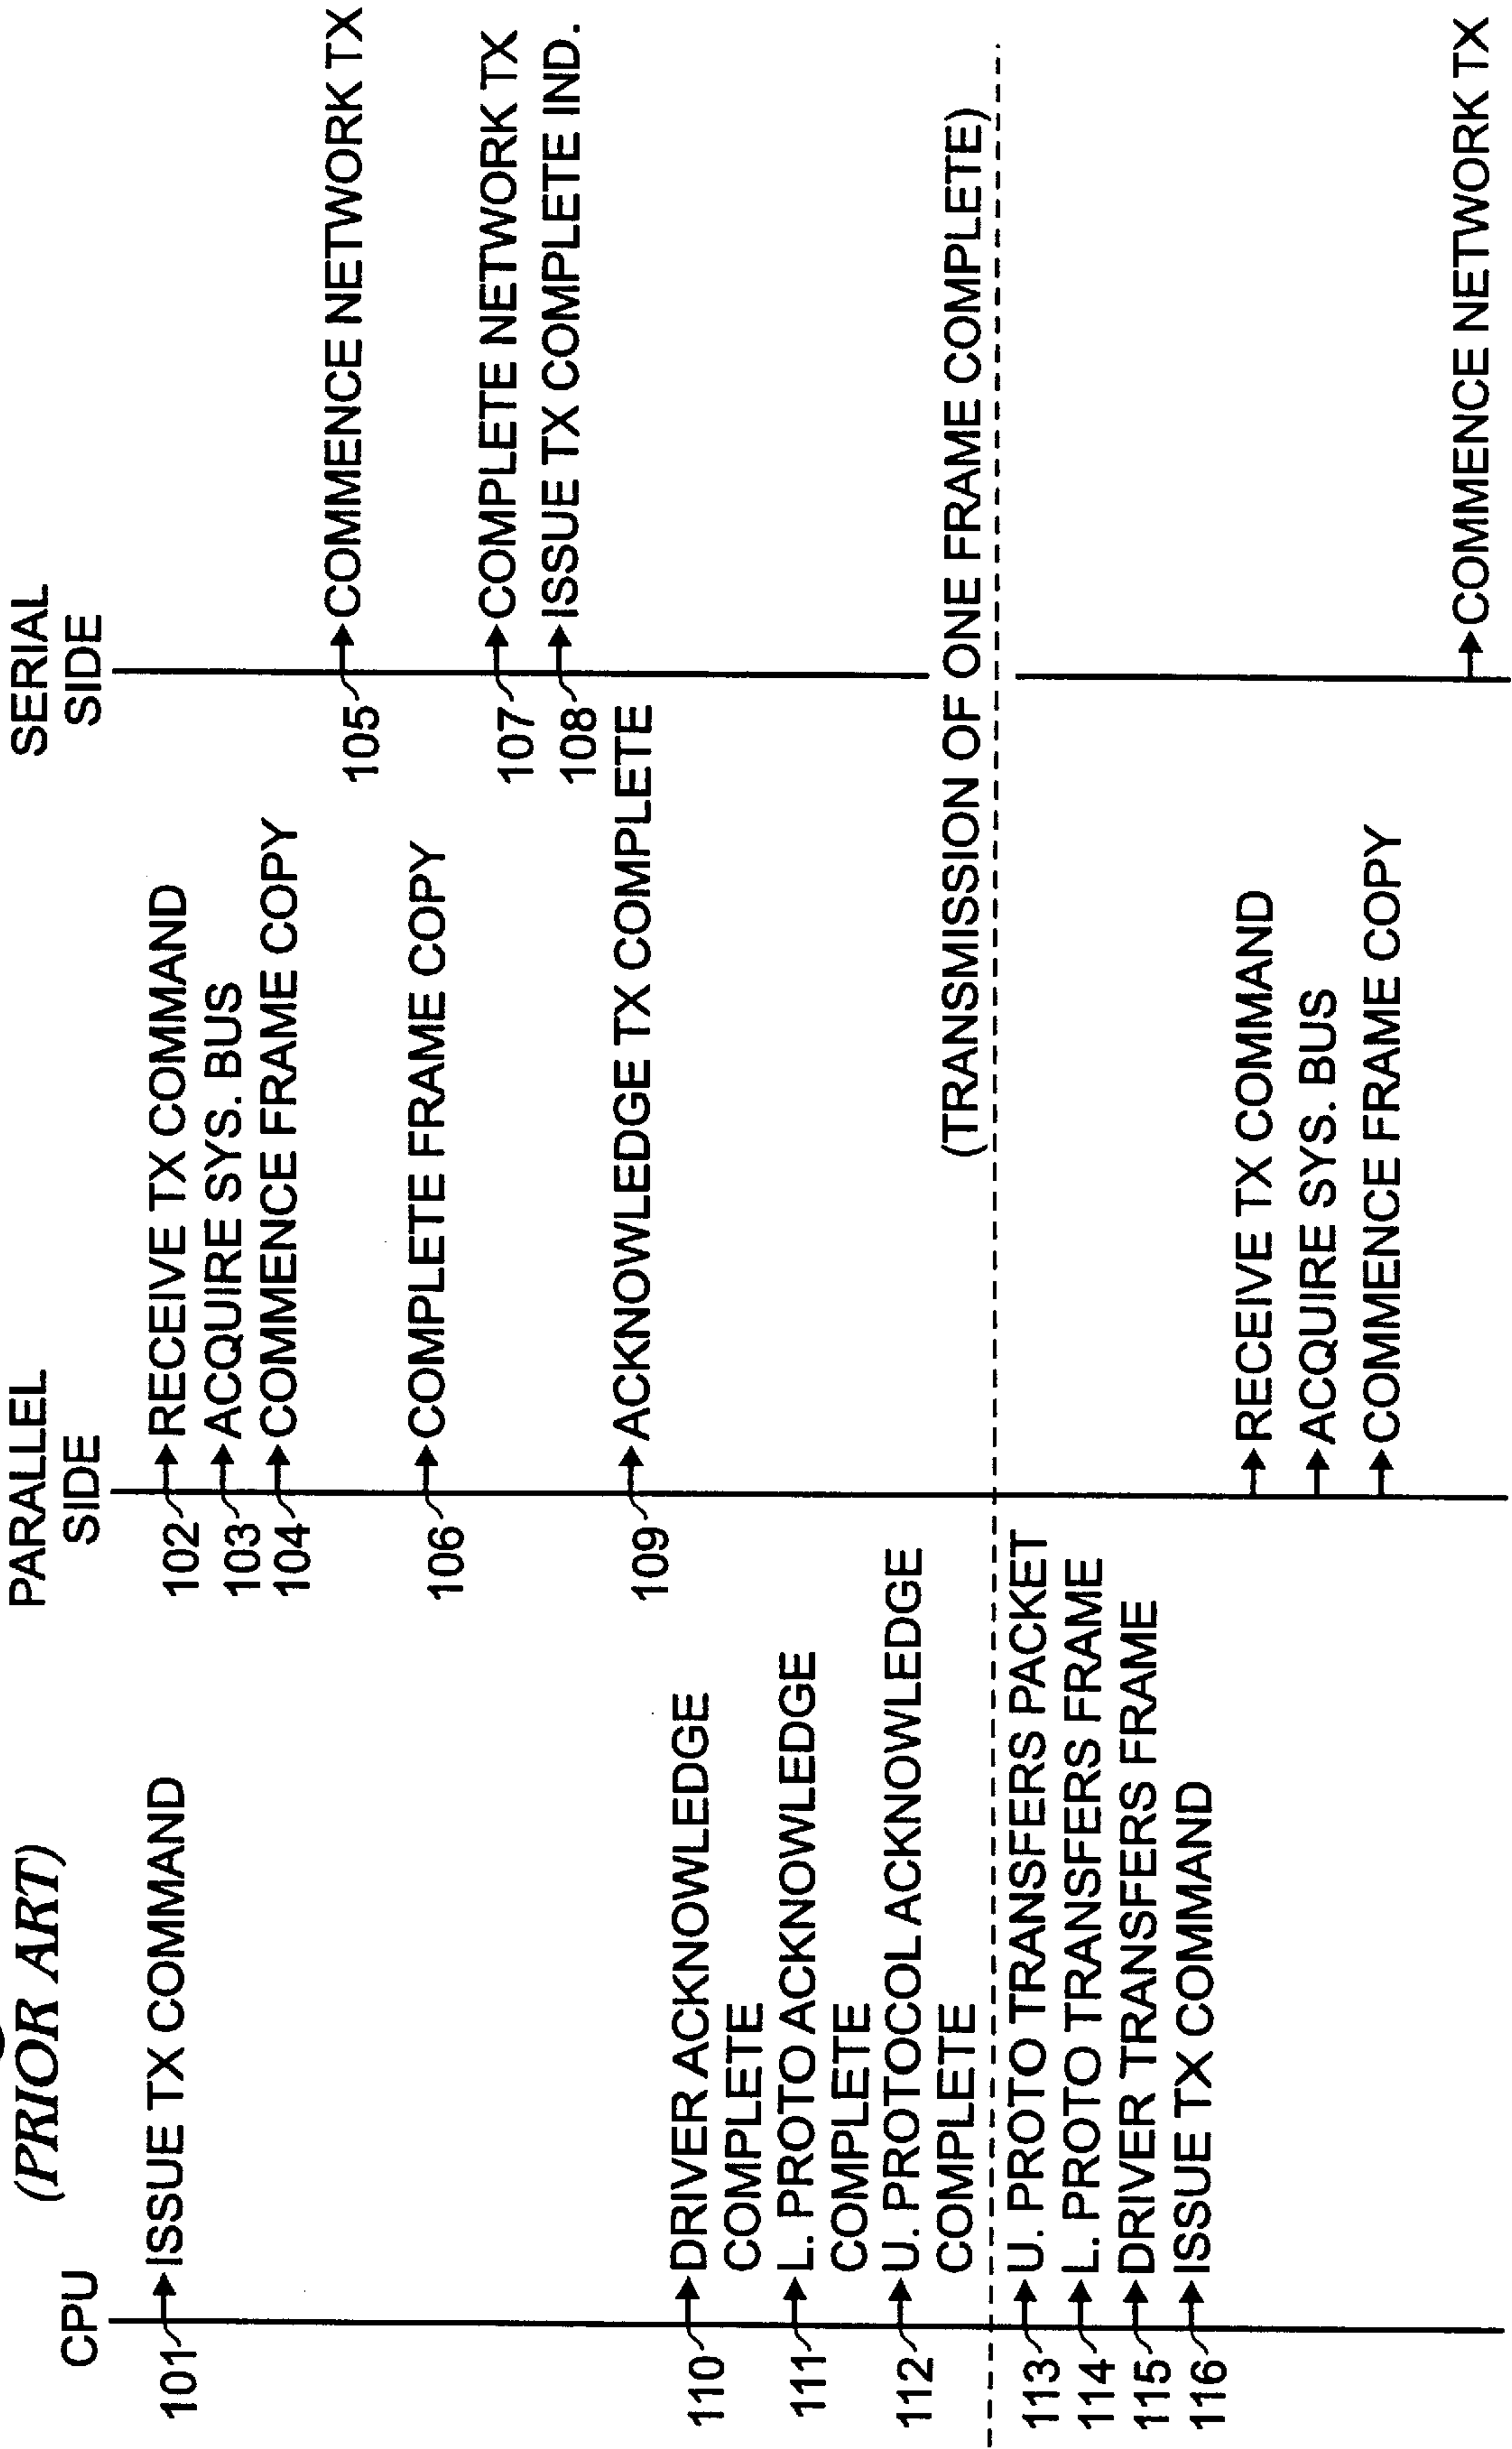 (PRIOR ART)
CPU
PARALLEL
SIDE
SERIAL
SIDE
101
ISSUE TX COMMAND
102
RECEIVE TX COMMAND
103
ACQUIRE SYS. BUS
104
COMMENCE FRAME COPY
105
COMMENCE NETWORK TX
106
COMPLETE FRAME COPY
107
COMPLETE NETWORK TX
108
ISSUE TX COMPLETE IND.
109
ACKNOWLEDGE TX COMPLETE
110
DRIVER ACKNOWLEDGE
COMPLETE
111
L. PROTO ACKNOWLEDGE
COMPLETE
112
U. PROTOCOL ACKNOWLEDGE
COMPLETE
(TRANSMISSION OF ONE FRAME COMPLETE)
113
U. PROTO TRANSFERS PACKET
114
L. PROTO TRANSFERS FRAME
115
DRIVER TRANSFERS FRAME
116
ISSUE TX COMMAND
RECEIVE TX COMMAND
ACQUIRE SYS. BUS
COMMENCE FRAME COPY
COMMENCE NETWORK TX